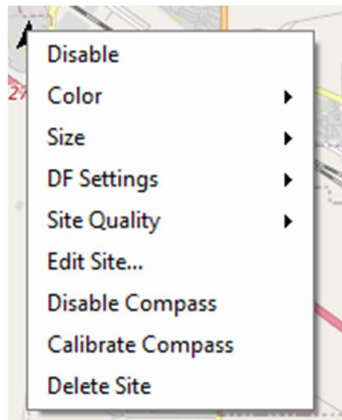 Disable
Color
Size
DF Settings
Site Quality
Edit Site...
Disable Compass
Calibrate Compass
Delete Site